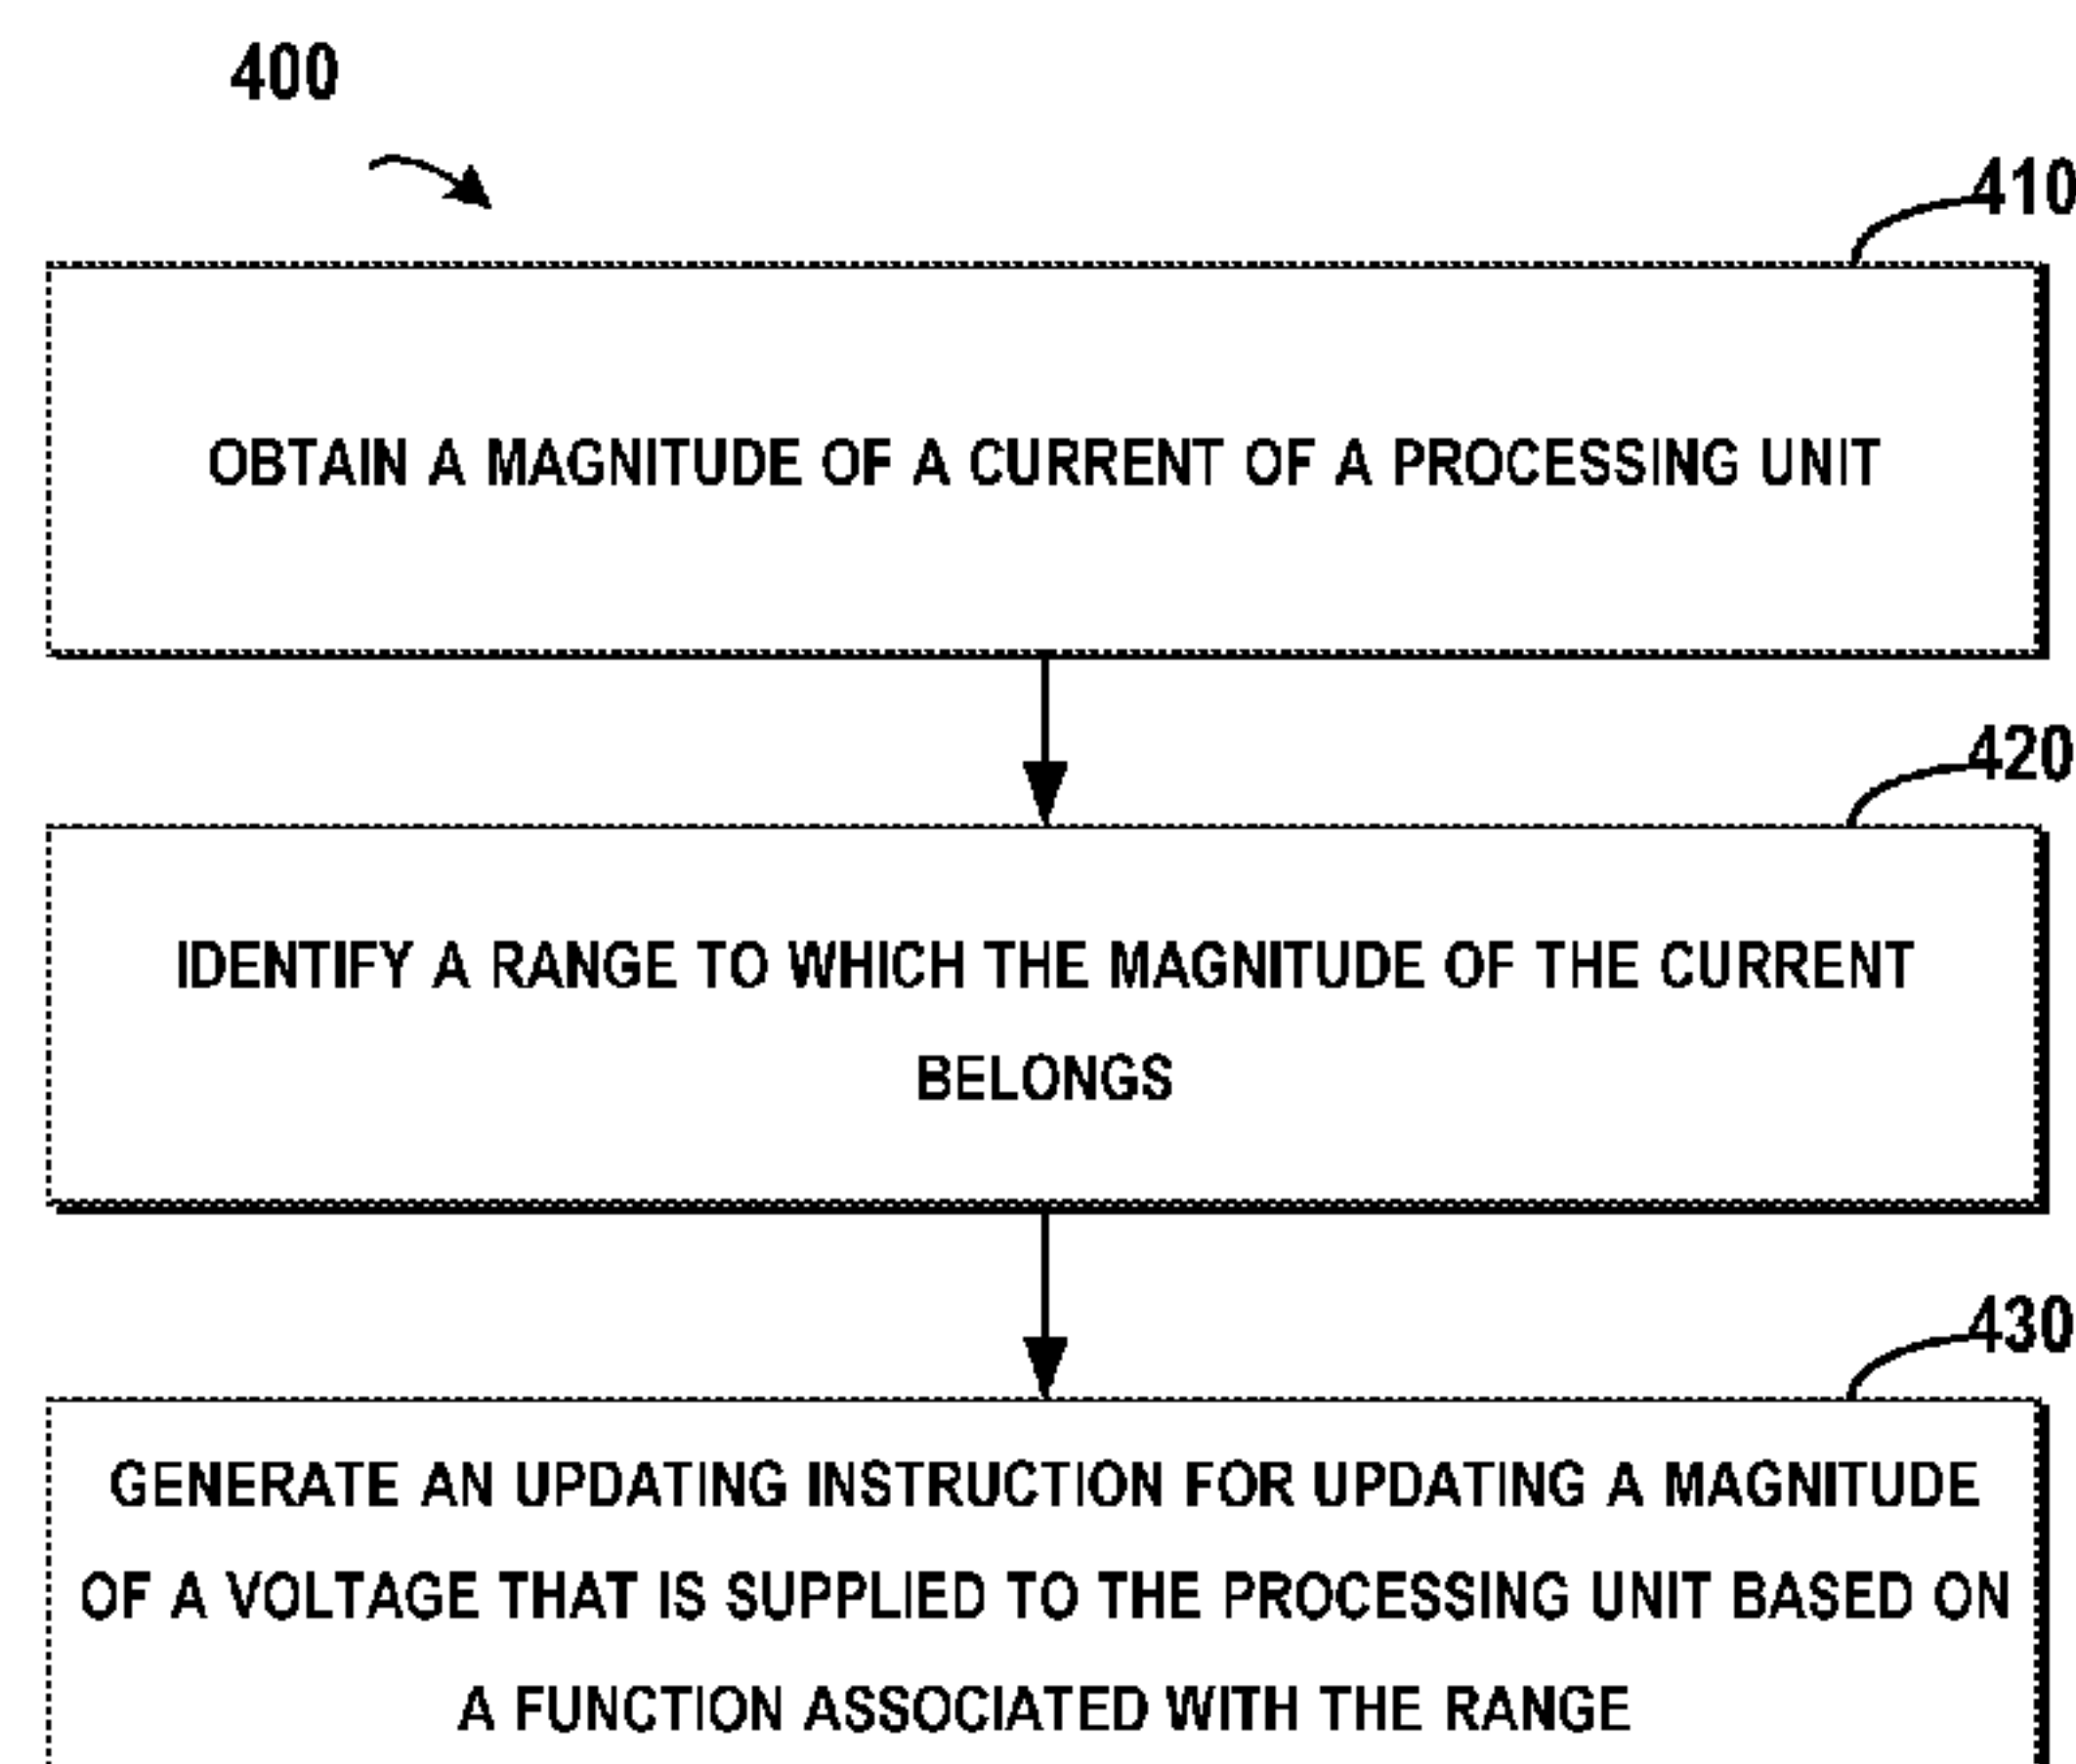 400
410
OBTAIN A MAGNITUDE OF A CURRENT OF A PROCESSING UNIT
420
IDENTIFY A RANGE TO WHICH THE MAGNITUDE OF THE CURRENT
BELONGS
430
GENERATE AN UPDATING INSTRUCTION FOR UPDATING A MAGNITUDE
OF A VOLTAGE THAT IS SUPPLIED TO THE PROCESSING UNIT BASED ON
A FUNCTION ASSOCIATED WITH THE RANGE